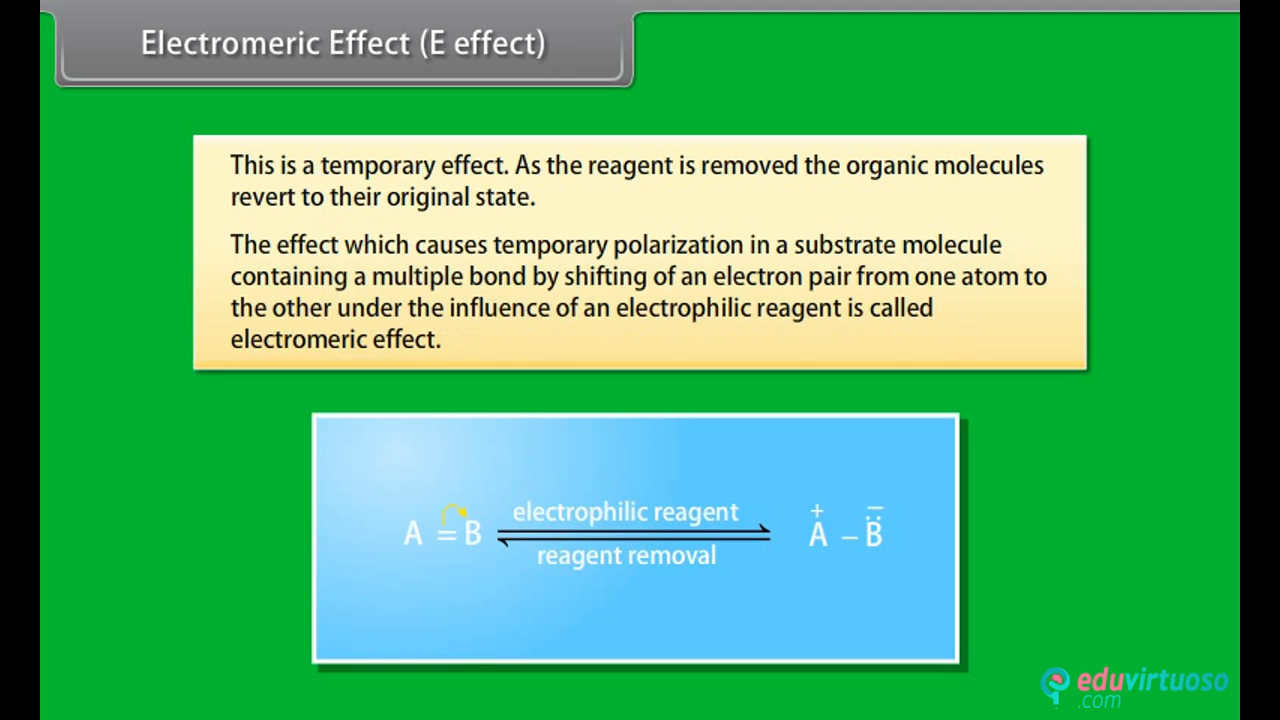 Electromeric Effect (E effect)
This is a temporary effect. As the reagent is removed the organic molecules
revert to their original state.
The effect which causes temporary polarization in a substrate molecule
containing a multiple bond by shifting of an electron pair from one atom to
the other under the influence of an electrophilic reagent is called
electromeric effect.
electrophilic reagent
+ –
A = B A – B̈
reagent removal
eduvirtuoso
.com